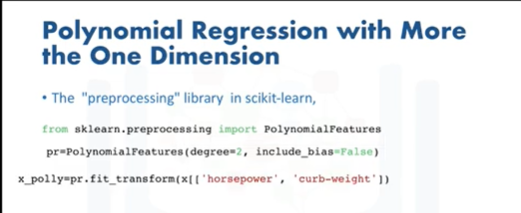 Polynomial Regression with More
the One Dimension
• The "preprocessing" library in scikit-learn,
from sklearn.preprocessing import PolynomialFeatures
pr=PolynomialFeatures(degree=2, include_bias=False)
x_polly=pr.fit_transform(x[['horsepower', 'curb-weight']])